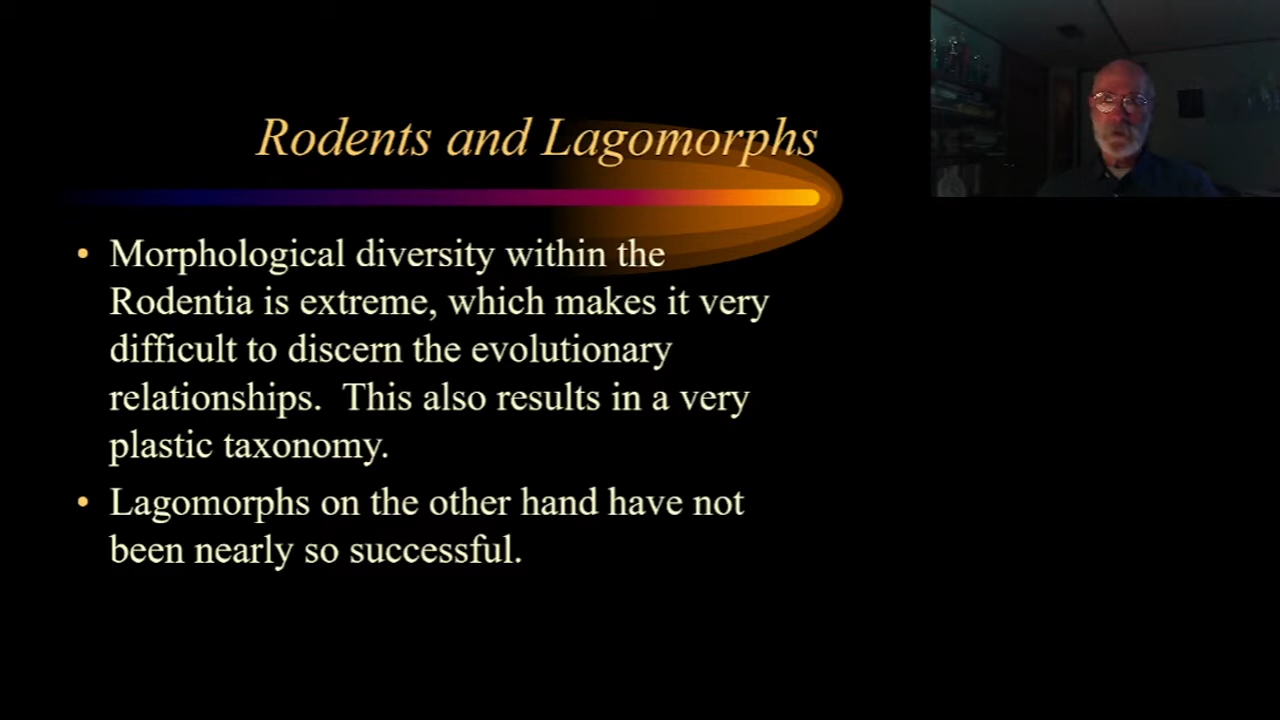 Rodents and Lagomorphs
• Morphological diversity within the
Rodentia is extreme, which makes it very
difficult to discern the evolutionary
relationships.  This also results in a very
plastic taxonomy.
• Lagomorphs on the other hand have not
been nearly so successful.